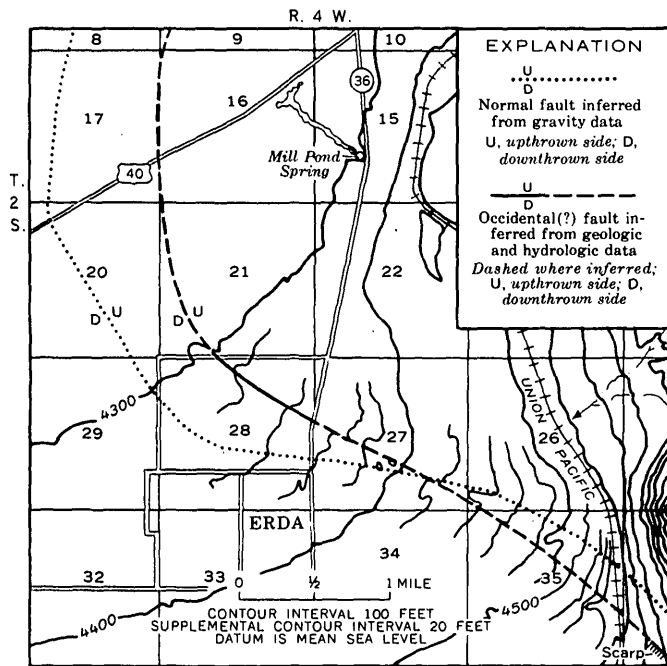 R. 4 W.
8
9
10
17
16
36
15
Mill Pond
Spring
40
T.
2
S.
20
21
22
D U
D U
4300
29
28
27
26
UNION
PACIFIC
ERDA
32
33
34
35
0 ½ 1 MILE
4400
4500
CONTOUR INTERVAL 100 FEET
SUPPLEMENTAL CONTOUR INTERVAL 20 FEET
DATUM IS MEAN SEA LEVEL
Scarp
EXPLANATION
U
D
Normal fault inferred
from gravity data
U, upthrown side; D,
downthrown side
U
D
Occidental(?) fault in-
ferred from geologic
and hydrologic data
Dashed where inferred;
U, upthrown side; D,
downthrown side